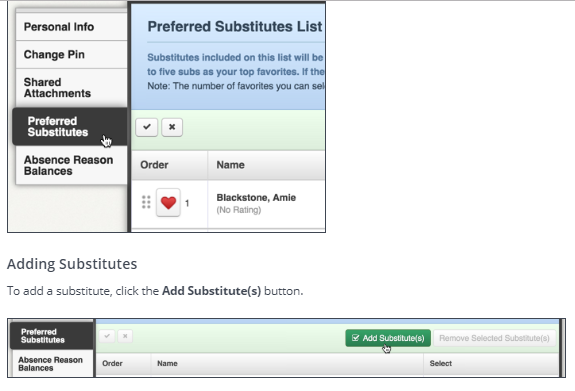 Personal Info
Change Pin
Shared
Attachments
Preferred
Substitutes
Absence Reason
Balances
Preferred Substitutes List
Substitutes included on this list will be
to five subs as your top favorites. If the
Note: The number of favorites you can sel
Order Name
1 Blackstone, Amie
(No Rating)
Adding Substitutes
To add a substitute, click the Add Substitute(s) button.
Preferred
Substitutes
Add Substitute(s) Remove Selected Substitute(s)
Absence Reason
Balances
Order Name Select